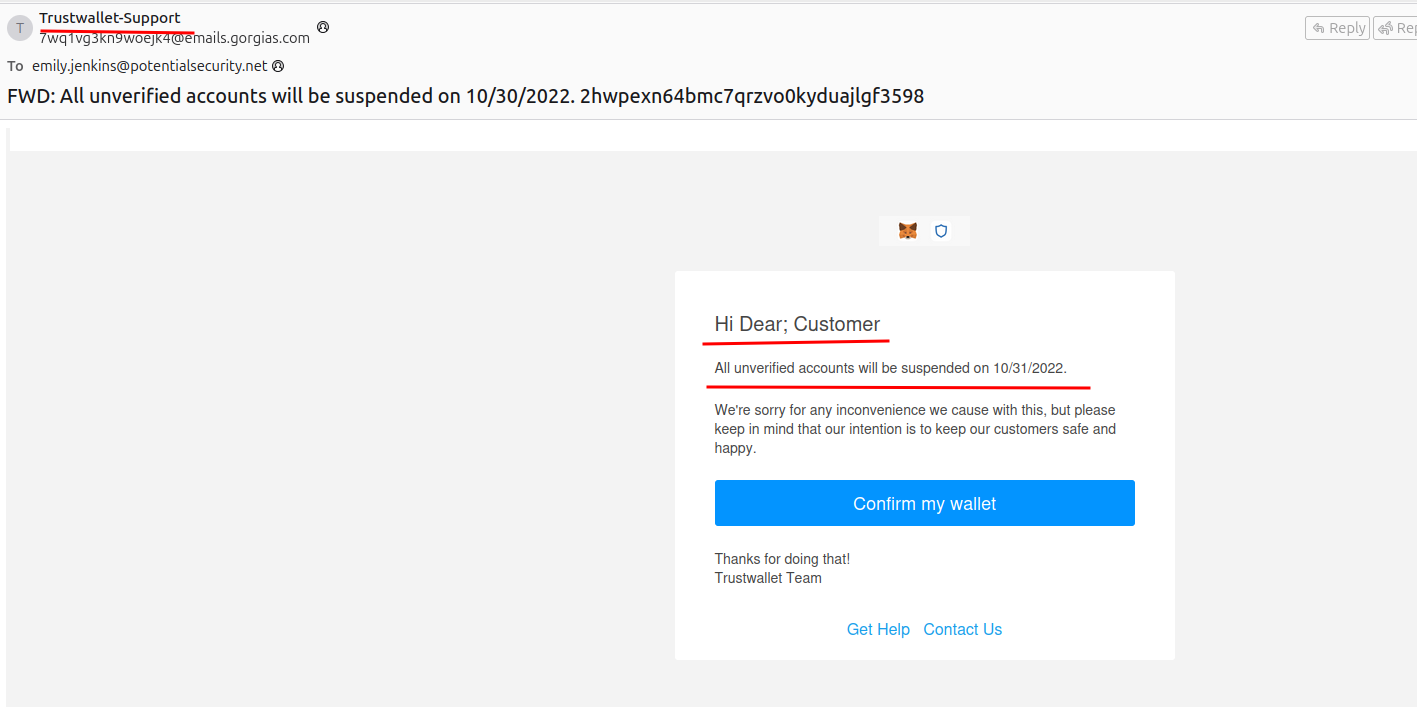 T
Trustwallet-Support
7wq1vg3kn9woejk4@emails.gorgias.com
Reply
Rep
To emily.jenkins@potentialsecurity.net
FWD: All unverified accounts will be suspended on 10/30/2022. 2hwpexn64bmc7qrzvo0kyduajlgf3598
Hi Dear; Customer
All unverified accounts will be suspended on 10/31/2022.
We're sorry for any inconvenience we cause with this, but please
keep in mind that our intention is to keep our customers safe and
happy.
Confirm my wallet
Thanks for doing that!
Trustwallet Team
Get Help Contact Us